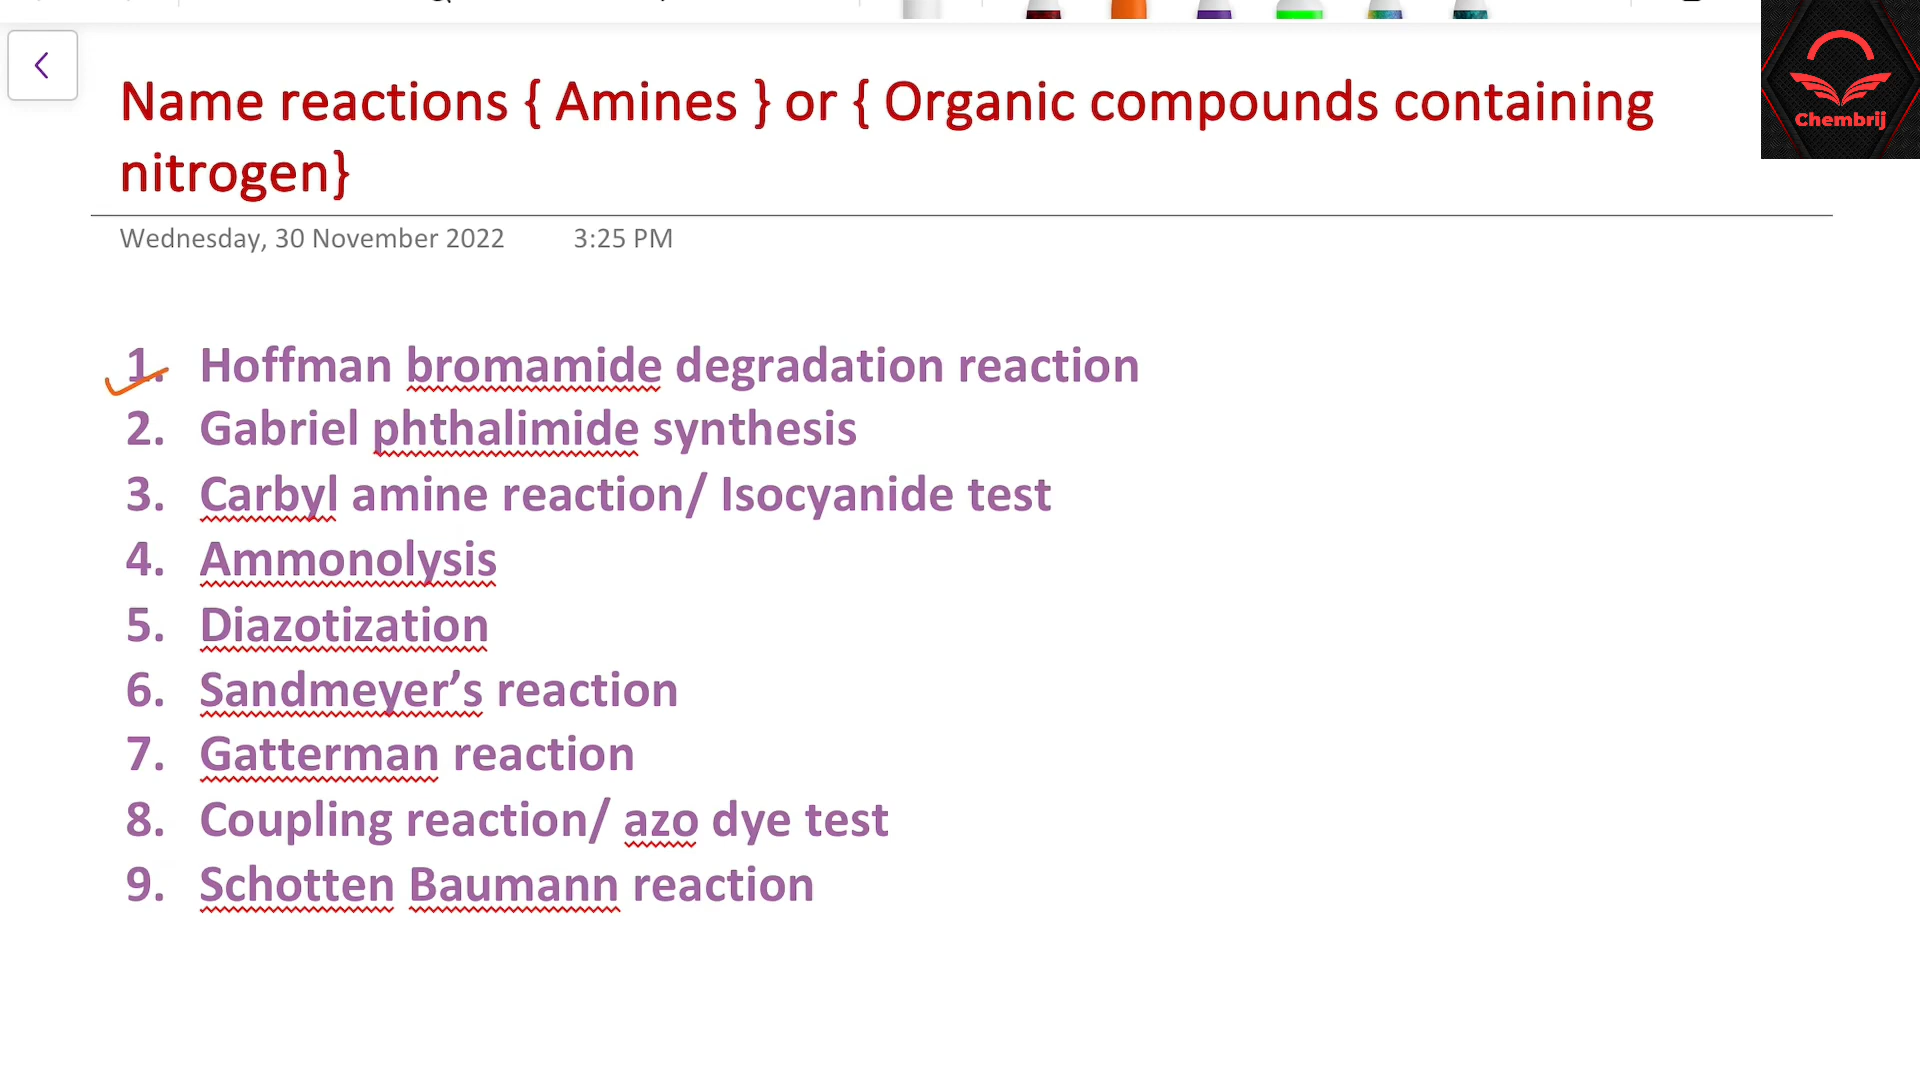 Name reactions { Amines } or { Organic compounds containing
nitrogen}
Chembrij
Wednesday, 30 November 2022 3:25 PM
1. Hoffman bromamide degradation reaction
2. Gabriel phthalimide synthesis
3. Carbyl amine reaction/ Isocyanide test
4. Ammonolysis
5. Diazotization
6. Sandmeyer’s reaction
7. Gatterman reaction
8. Coupling reaction/ azo dye test
9. Schotten Baumann reaction